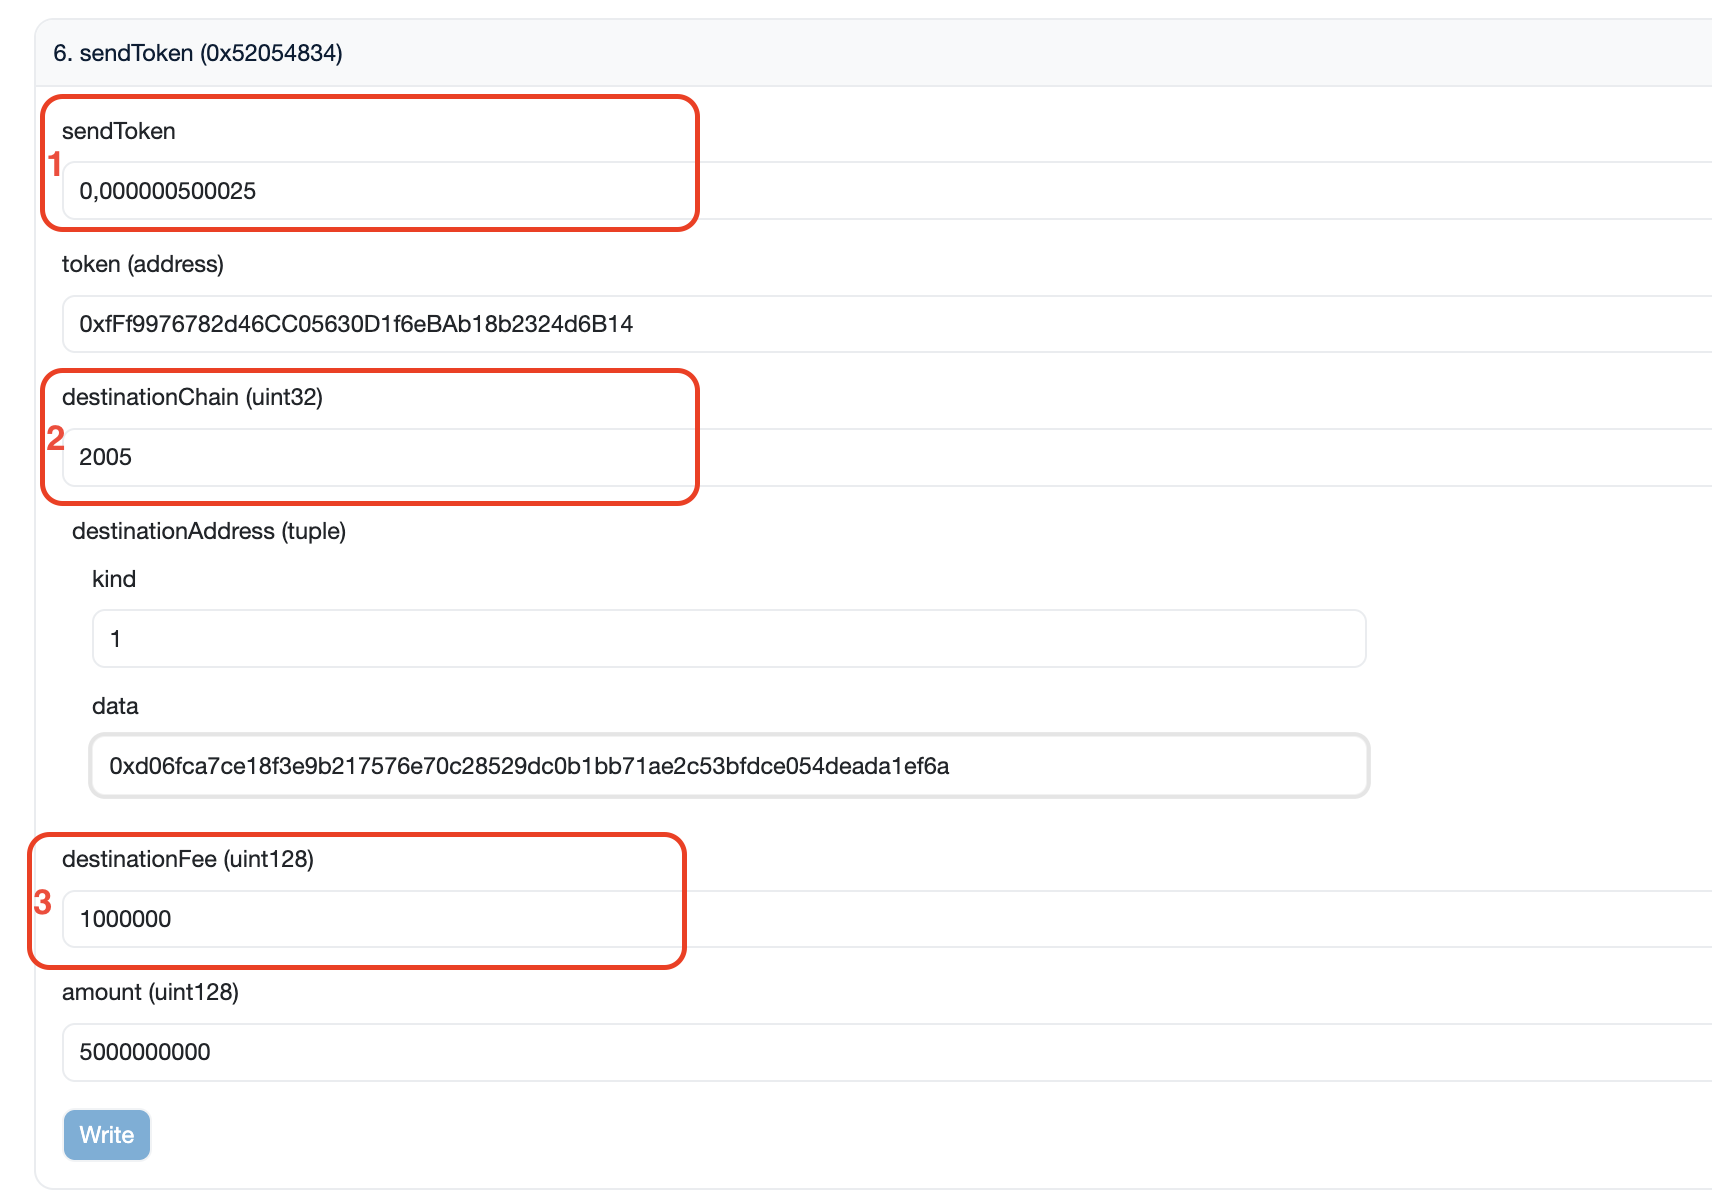 6. sendToken (0x52054834)
sendToken
1
0,000000500025
token (address)
0xfFf9976782d46CC05630D1f6eBAb18b2324d6B14
destinationChain (uint32)
2
2005
destinationAddress (tuple)
kind
1
data
0xd06fca7ce18f3e9b217576e70c28529dc0b1bb71ae2c53bfdce054deada1ef6a
destinationFee (uint128)
3
1000000
amount (uint128)
5000000000
Write